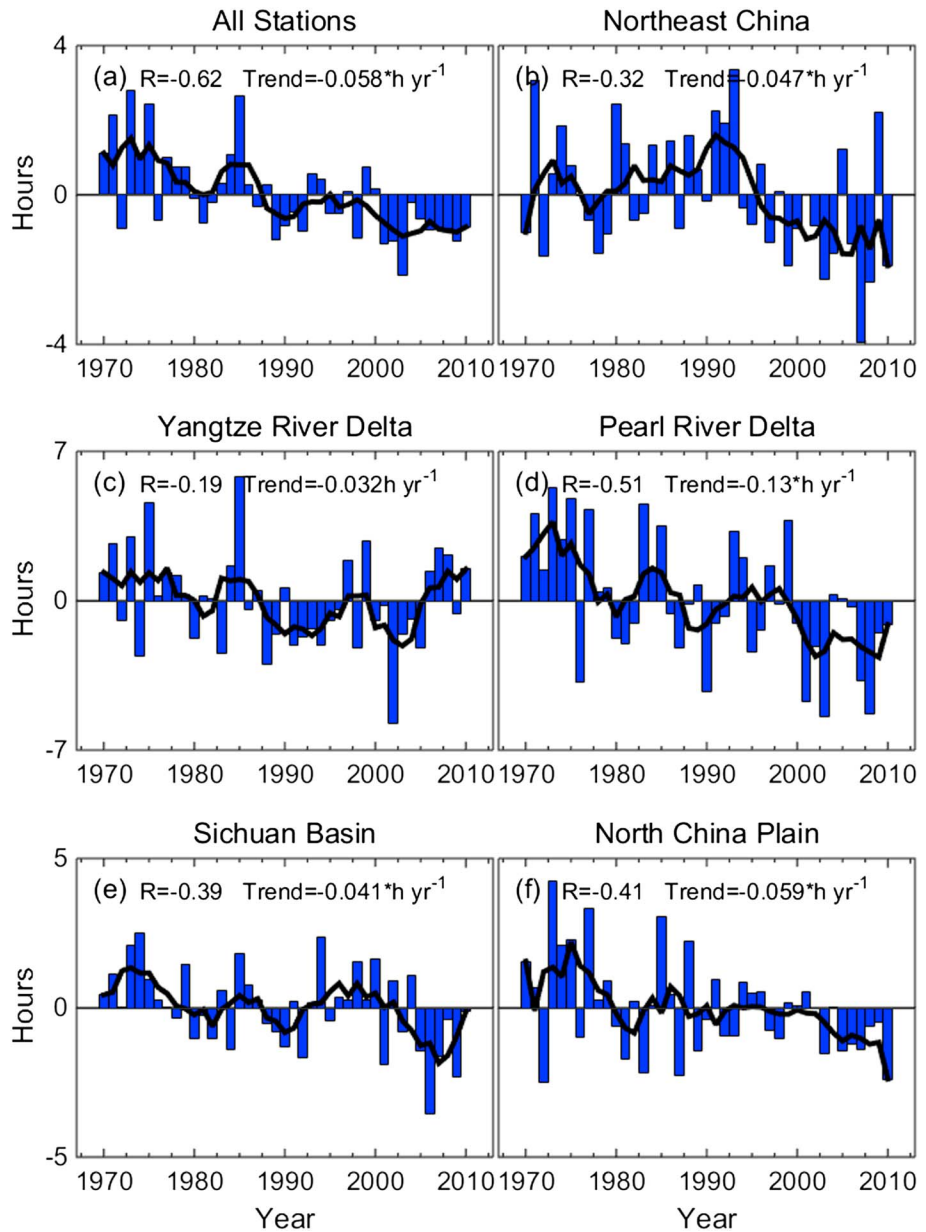 All Stations Northeast China
4
(a) R=-0.62 Trend=-0.058*h yr-1 (b) R=-0.32 Trend=-0.047*h yr-1
Hours
0
-4
1970 1980 1990 2000 2010 1970 1980 1990 2000 2010
Yangtze River Delta Pearl River Delta
7
(c) R=-0.19 Trend=-0.032h yr-1 (d) R=-0.51 Trend=-0.13*h yr-1
Hours
0
-7
1970 1980 1990 2000 2010 1970 1980 1990 2000 2010
Sichuan Basin North China Plain
5
(e) R=-0.39 Trend=-0.041*h yr-1 (f) R=-0.41 Trend=-0.059*h yr-1
Hours
0
-5
1970 1980 1990 2000 2010 1970 1980 1990 2000 2010
Year Year